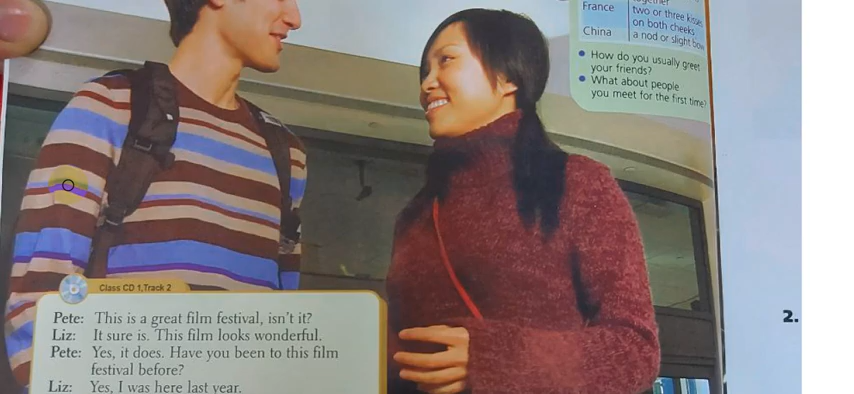 together
France
two or three kisses
on both cheeks
China
a nod or slight bow
• How do you usually greet
your friends?
• What about people
you meet for the first time?
Class CD 1, Track 2
Pete: This is a great film festival, isn't it?
Liz: It sure is. This film looks wonderful.
Pete: Yes, it does. Have you been to this film
festival before?
Liz: Yes, I was here last year.
2.